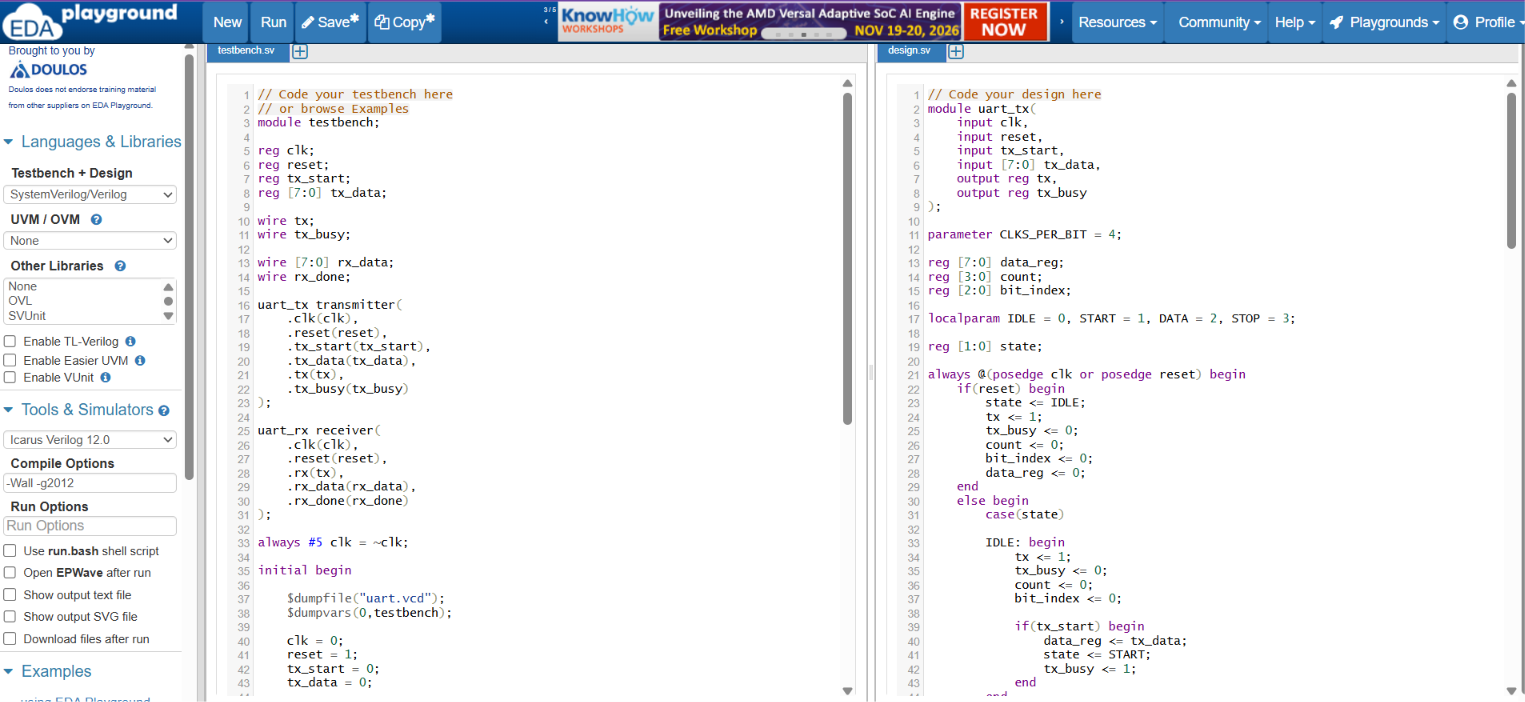 EDA playground
New
Run
Save*
Copy*
3/5
KnowHow
WORKSHOPS
Unveiling the AMD Versal Adaptive SoC AI Engine
Free Workshop
NOV 19-20, 2026
REGISTER
NOW
Resources
Community
Help
Playgrounds
Profile
Brought to you by
DOULOS
Doulos does not endorse training material
from other suppliers on EDA Playground.
Languages & Libraries
Testbench + Design
SystemVerilog/Verilog
UVM / OVM
None
Other Libraries
None
OVL
SVUnit
Enable TL-Verilog
Enable Easier UVM
Enable VUnit
Tools & Simulators
Icarus Verilog 12.0
Compile Options
-Wall -g2012
Run Options
Run Options
Use run.bash shell script
Open EPWave after run
Show output text file
Show output SVG file
Download files after run
Examples
using EDA Playground
testbench.sv
1 // Code your testbench here
2 // or browse Examples
3 module testbench;
4
5 reg clk;
6 reg reset;
7 reg tx_start;
8 reg [7:0] tx_data;
9
10 wire tx;
11 wire tx_busy;
12
13 wire [7:0] rx_data;
14 wire rx_done;
15
16 uart_tx transmitter(
17     .clk(clk),
18     .reset(reset),
19     .tx_start(tx_start),
20     .tx_data(tx_data),
21     .tx(tx),
22     .tx_busy(tx_busy)
23 );
24
25 uart_rx receiver(
26     .clk(clk),
27     .reset(reset),
28     .rx(tx),
29     .rx_data(rx_data),
30     .rx_done(rx_done)
31 );
32
33 always #5 clk = ~clk;
34
35 initial begin
36
37     $dumpfile("uart.vcd");
38     $dumpvars(0,testbench);
39
40     clk = 0;
41     reset = 1;
42     tx_start = 0;
43     tx_data = 0;
design.sv
1 // Code your design here
2 module uart_tx(
3     input clk,
4     input reset,
5     input tx_start,
6     input [7:0] tx_data,
7     output reg tx,
8     output reg tx_busy
9 );
10
11 parameter CLKS_PER_BIT = 4;
12
13 reg [7:0] data_reg;
14 reg [3:0] count;
15 reg [2:0] bit_index;
16
17 localparam IDLE = 0, START = 1, DATA = 2, STOP = 3;
18
19 reg [1:0] state;
20
21 always @(posedge clk or posedge reset) begin
22     if(reset) begin
23         state <= IDLE;
24         tx <= 1;
25         tx_busy <= 0;
26         count <= 0;
27         bit_index <= 0;
28         data_reg <= 0;
29     end
30     else begin
31         case(state)
32
33         IDLE: begin
34             tx <= 1;
35             tx_busy <= 0;
36             count <= 0;
37             bit_index <= 0;
38
39             if(tx_start) begin
40                 data_reg <= tx_data;
41                 state <= START;
42                 tx_busy <= 1;
43             end